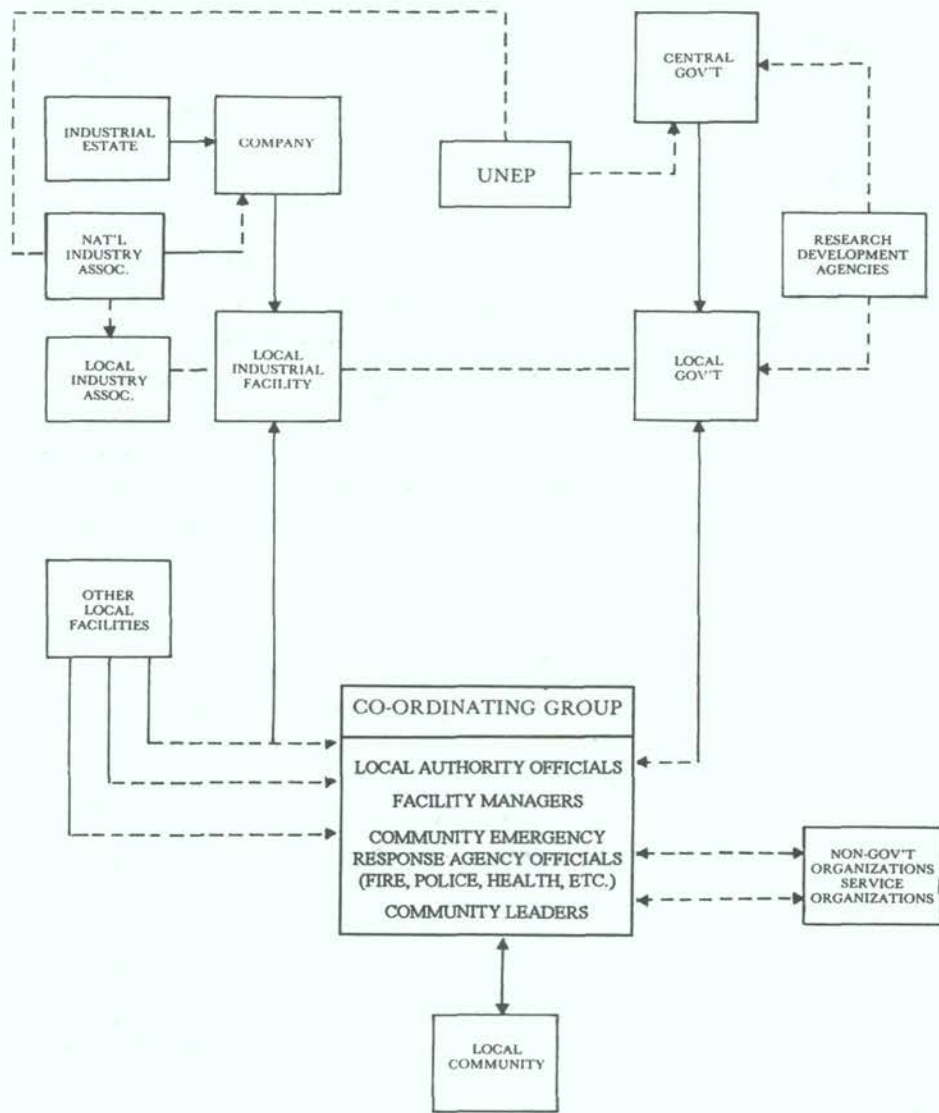 CENTRAL
GOV'T
INDUSTRIAL
ESTATE
COMPANY
UNEP
NAT'L
INDUSTRY
ASSOC.
RESEARCH
DEVELOPMENT
AGENCIES
LOCAL
INDUSTRY
ASSOC.
LOCAL
INDUSTRIAL
FACILITY
LOCAL
GOV'T
OTHER
LOCAL
FACILITIES
CO-ORDINATING GROUP
LOCAL AUTHORITY OFFICIALS
FACILITY MANAGERS
COMMUNITY EMERGENCY
RESPONSE AGENCY OFFICIALS
(FIRE, POLICE, HEALTH, ETC.)
COMMUNITY LEADERS
NON-GOV'T
ORGANIZATIONS
SERVICE
ORGANIZATIONS
LOCAL
COMMUNITY